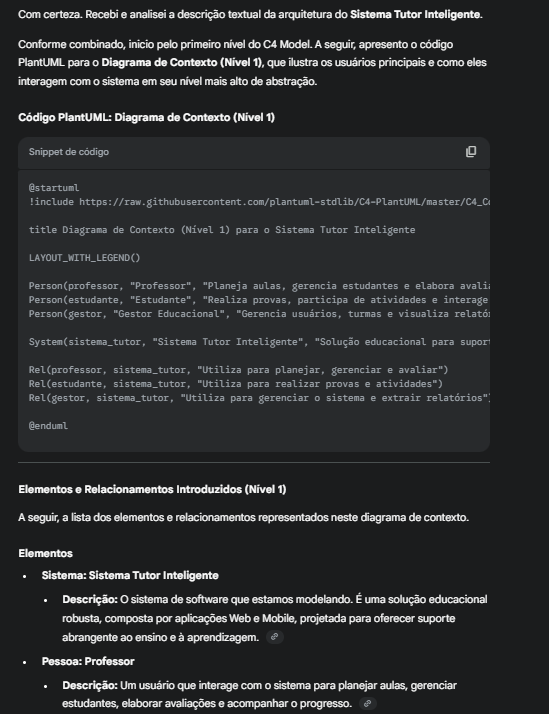 Com certeza. Recebi e analisei a descrição textual da arquitetura do Sistema Tutor Inteligente.
Conforme combinado, inicio pelo primeiro nível do C4 Model. A seguir, apresento o código
PlantUML para o Diagrama de Contexto (Nível 1), que ilustra os usuários principais e como eles
interagem com o sistema em seu nível mais alto de abstração.
Código PlantUML: Diagrama de Contexto (Nível 1)
Snippet de código
@startuml
!include https://raw.githubusercontent.com/plantuml-stdlib/C4-PlantUML/master/C4_Co
title Diagrama de Contexto (Nível 1) para o Sistema Tutor Inteligente
LAYOUT_WITH_LEGEND()
Person(professor, "Professor", "Planeja aulas, gerencia estudantes e elabora avalia
Person(estudante, "Estudante", "Realiza provas, participa de atividades e interage
Person(gestor, "Gestor Educacional", "Gerencia usuários, turmas e visualiza relató
System(sistema_tutor, "Sistema Tutor Inteligente", "Solução educacional para suport
Rel(professor, sistema_tutor, "Utiliza para planejar, gerenciar e avaliar")
Rel(estudante, sistema_tutor, "Utiliza para realizar provas e atividades")
Rel(gestor, sistema_tutor, "Utiliza para gerenciar o sistema e extrair relatórios")
@enduml
Elementos e Relacionamentos Introduzidos (Nível 1)
A seguir, a lista dos elementos e relacionamentos representados neste diagrama de contexto.
Elementos
• Sistema: Sistema Tutor Inteligente
• Descrição: O sistema de software que estamos modelando. É uma solução educacional
robusta, composta por aplicações Web e Mobile, projetada para oferecer suporte
abrangente ao ensino e à aprendizagem.
• Pessoa: Professor
• Descrição: Um usuário que interage com o sistema para planejar aulas, gerenciar
estudantes, elaborar avaliações e acompanhar o progresso.